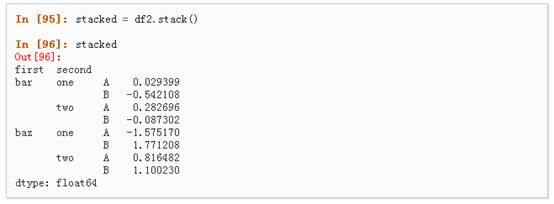 In [95]: stacked = df2.stack()
In [96]: stacked
Out[96]:
first  second
bar    one     A    0.029399
               B   -0.542108
       two     A    0.282696
               B   -0.087302
baz    one     A   -1.575170
               B    1.771208
       two     A    0.816482
               B    1.100230
dtype: float64